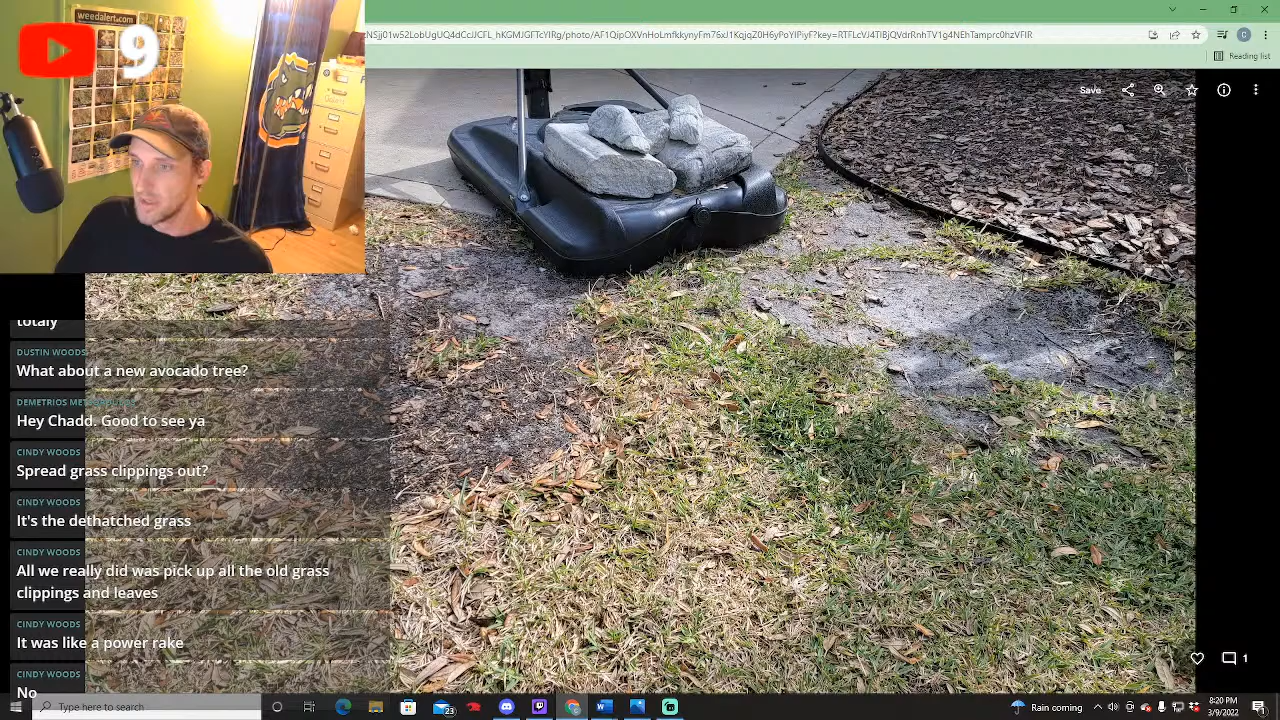 weedalert.com
9
Reading list
Save
totaly
DUSTIN WOODS
What about a new avocado tree?
Hey Chadd. Good to see ya
CINDY WOODS
Spread grass clippings out?
CINDY WOODS
It's the dethatched grass
CINDY WOODS
All we really did was pick up all the old grass
clippings and leaves
CINDY WOODS
It was like a power rake
CINDY WOODS
No
1
Type here to search
23
Rain coming
8:20 PM
3/9/2022